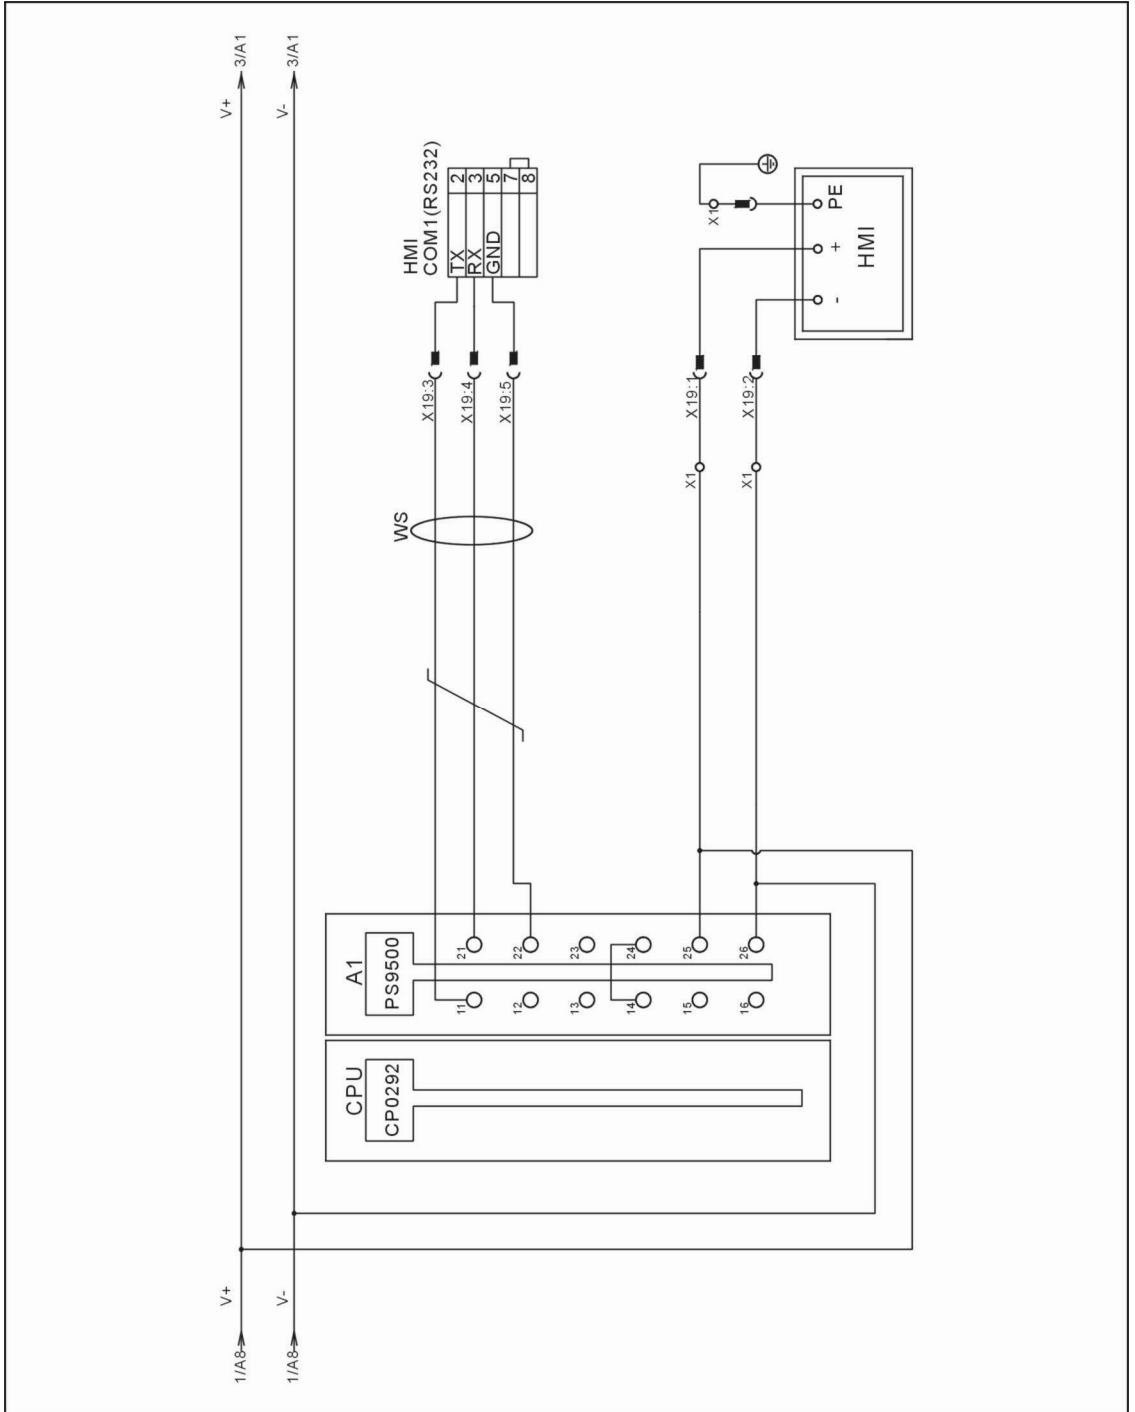 1/A8
V+
V+
3/A1
1/A8
V-
V-
3/A1
CPU
CP0292
A1
PS9500
11
12
13
14
15
16
21
22
23
24
25
26
WS
X19:3
X19:4
X19:5
HMI
COM1(RS232)
TX 2
RX 3
GND 5
7
8
X1
X19:1
X1
X19:2
X1
PE
+
-
HMI